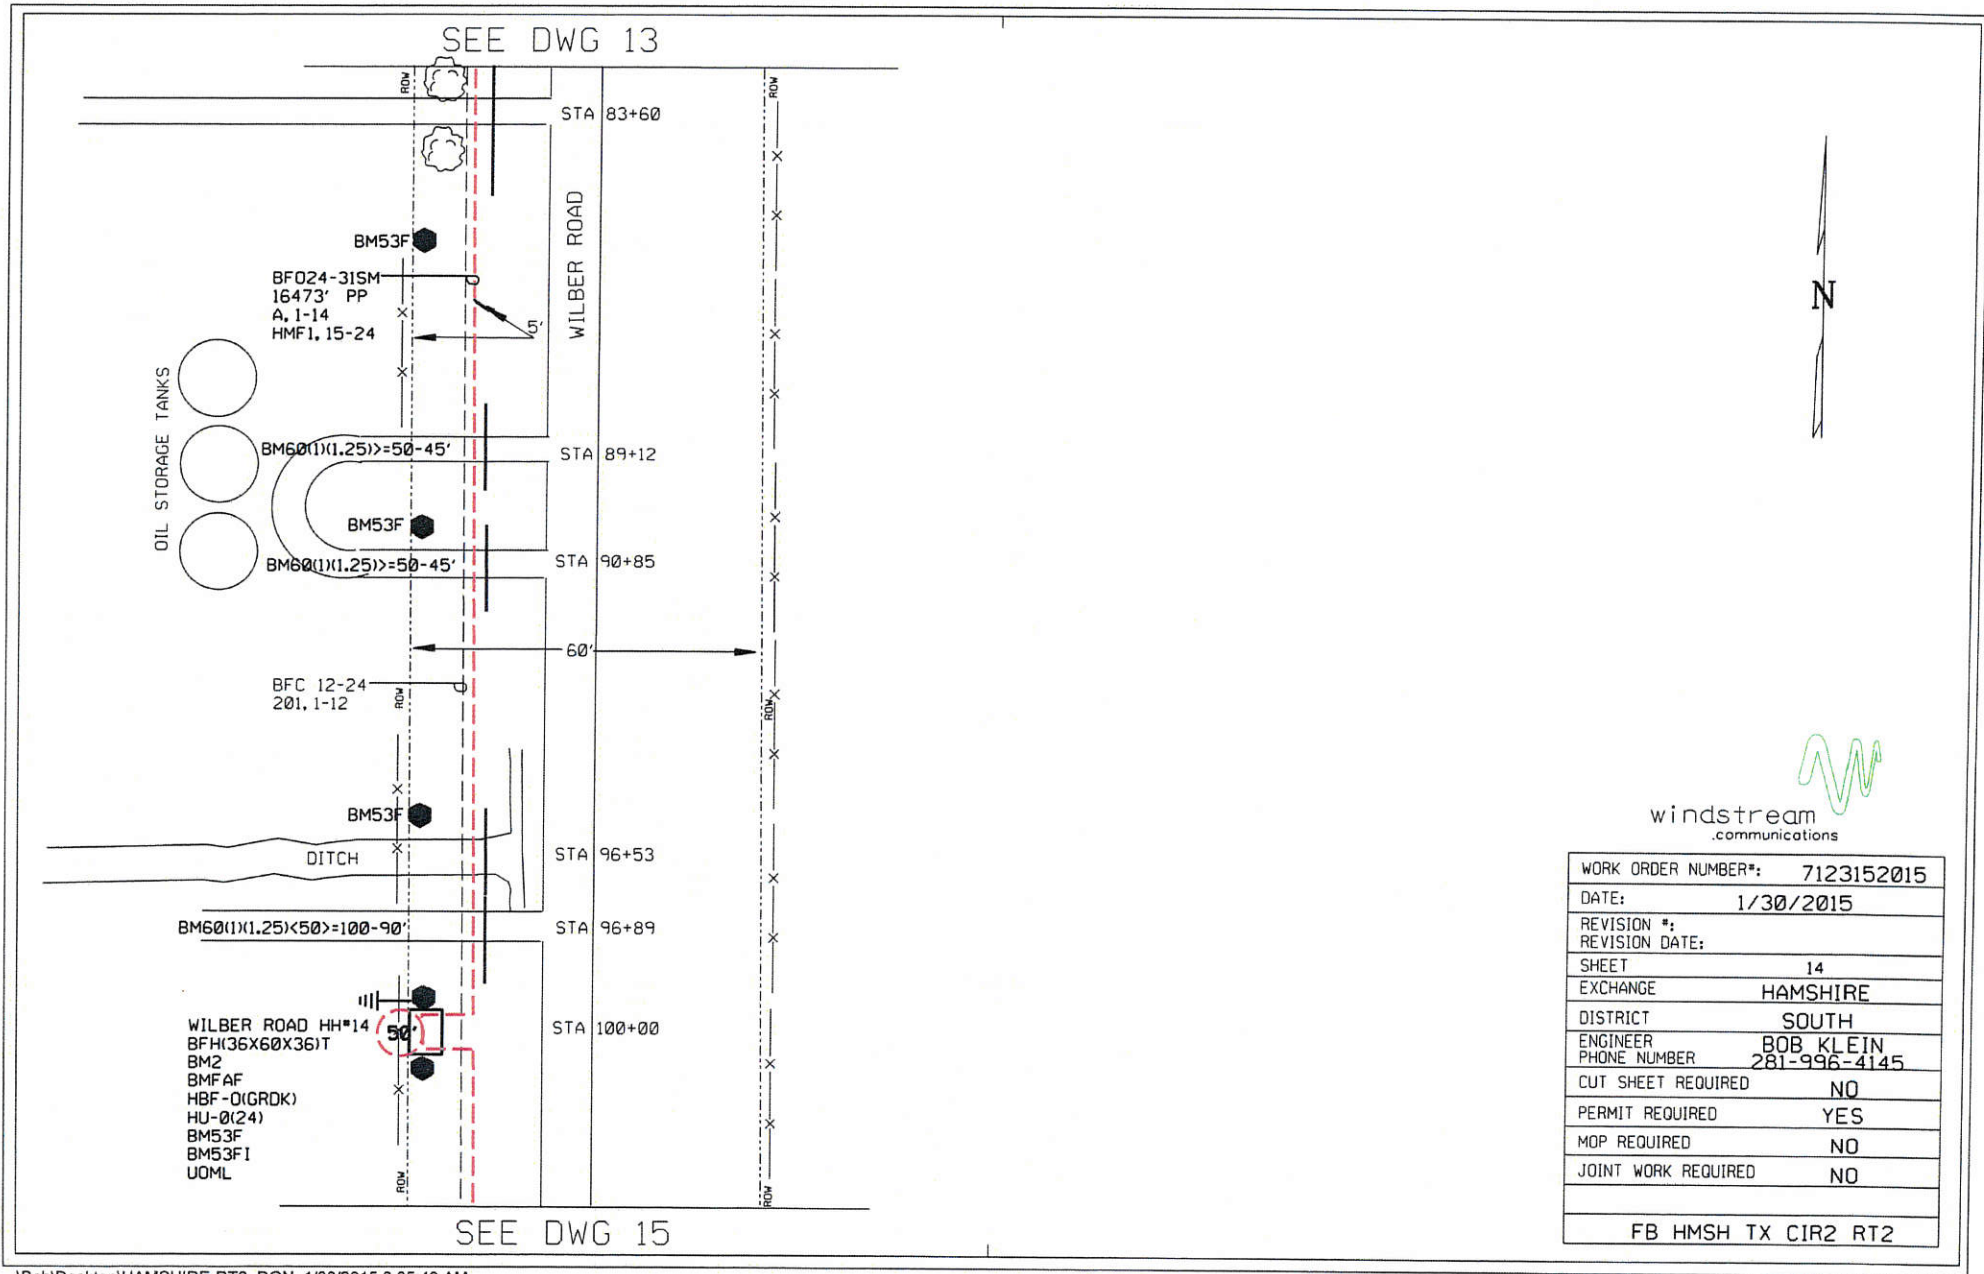 SEE DWG 13
ROW
ROW
STA 83+60
WILBER ROAD
BM53F
BFO24-31SM
16473' PP
A, 1-14
HMF1, 15-24
5'
OIL STORAGE TANKS
BM60(1)(1.25)>=50-45'
STA 89+12
BM53F
BM60(1)(1.25)>=50-45'
STA 90+85
60'
BFC 12-24
201, 1-12
ROW
ROW
BM53F
DITCH
STA 96+53
BM60(1)(1.25)<50>=100-90'
STA 96+89
WILBER ROAD HH#14
BFH(36X60X36)T
BM2
BMFAF
HBF-O(GRDK)
HU-0(24)
BM53F
BM53FI
UOML
50'
STA 100+00
ROW
ROW
SEE DWG 15
N
windstream
communications
WORK ORDER NUMBER#: 7123152015
DATE: 1/30/2015
REVISION #:
REVISION DATE:
SHEET 14
EXCHANGE HAMSHIRE
DISTRICT SOUTH
ENGINEER BOB KLEIN
PHONE NUMBER 281-996-4145
CUT SHEET REQUIRED NO
PERMIT REQUIRED YES
MOP REQUIRED NO
JOINT WORK REQUIRED NO
FB HMSH TX CIR2 RT2